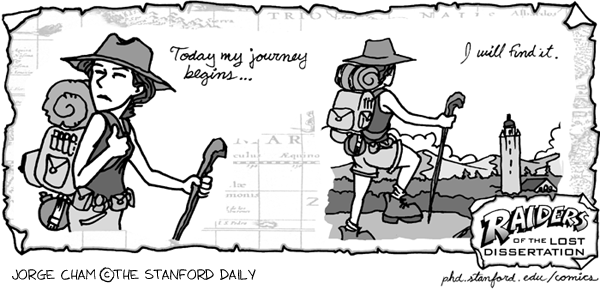 Today my journey
begins...
I will find it.
AR
RAIDERS
OF THE LOST
DISSERTATION
JORGE CHAM ©THE STANFORD DAILY
phd.stanford.edu/comics